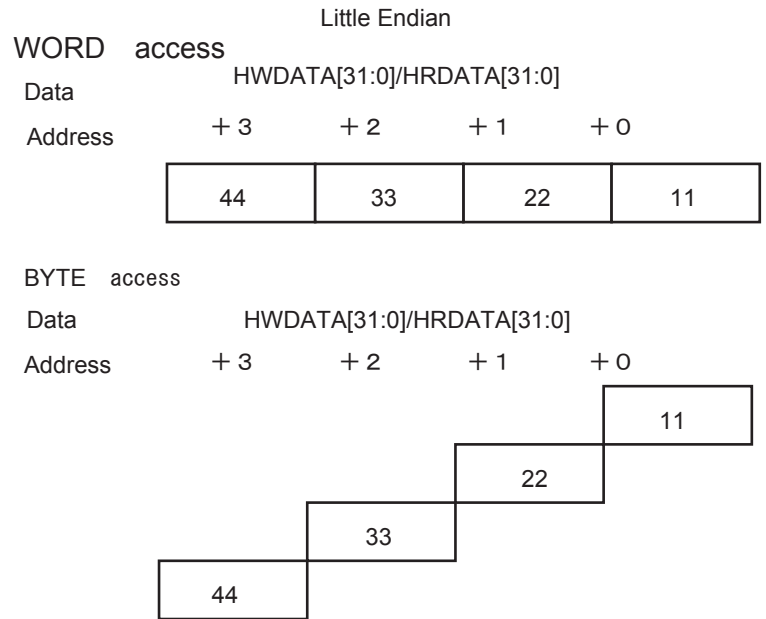 Little Endian
WORD access
HWDATA[31:0]/HRDATA[31:0]
Data
Address +3 +2 +1 +0
44 33 22 11
BYTE access
Data HWDATA[31:0]/HRDATA[31:0]
Address +3 +2 +1 +0
11
22
33
44